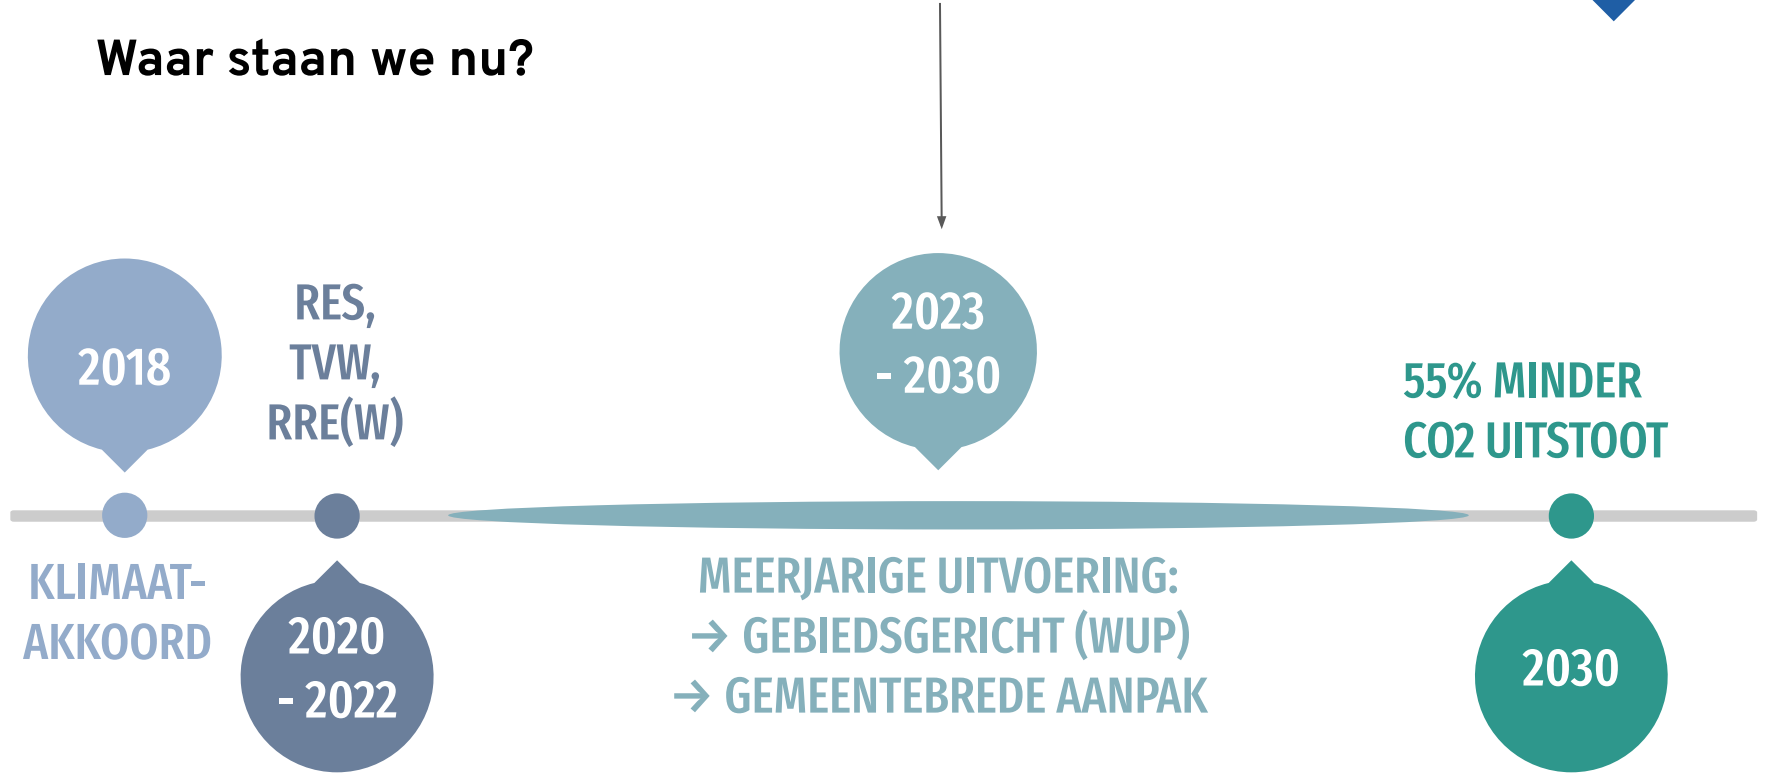 Waar staan we nu?
2018
KLIMAAT-
AKKOORD
RES,
TVW,
RRE(W)
2020
- 2022
2023
- 2030
MEERJARIGE UITVOERING:
→ GEBIEDSGERICHT (WUP)
→ GEMEENTEBREDE AANPAK
55% MINDER
CO2 UITSTOOT
2030